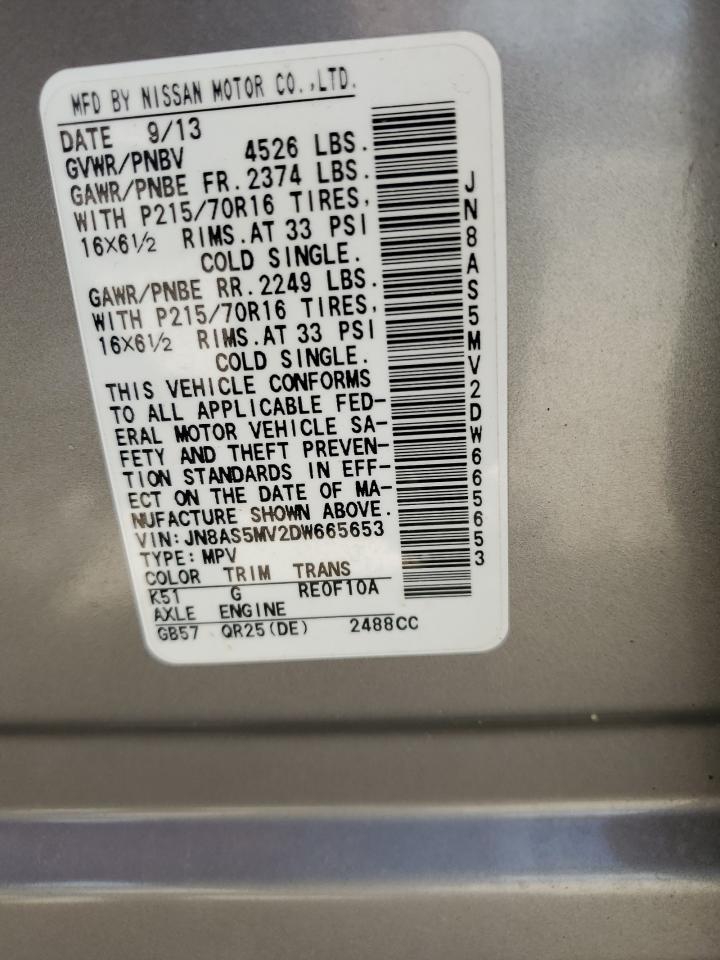 MFD BY NISSAN MOTOR CO.,LTD.
DATE 9/13
GVWR/PNBV 4526 LBS.
GAWR/PNBE FR.2374 LBS.
WITH P215/70R16 TIRES,
16X6½ RIMS.AT 33 PSI
COLD SINGLE.
GAWR/PNBE RR.2249 LBS.
WITH P215/70R16 TIRES,
16X6½ RIMS.AT 33 PSI
COLD SINGLE.
THIS VEHICLE CONFORMS
TO ALL APPLICABLE FED-
ERAL MOTOR VEHICLE SA-
FETY AND THEFT PREVEN-
TION STANDARDS IN EFF-
ECT ON THE DATE OF MA-
NUFACTURE SHOWN ABOVE.
VIN:JN8AS5MV2DW665653
TYPE:MPV
COLOR TRIM TRANS
K51 G RE0F10A
AXLE ENGINE
GB57 QR25(DE) 2488CC
JN8AS5MV2DW665653